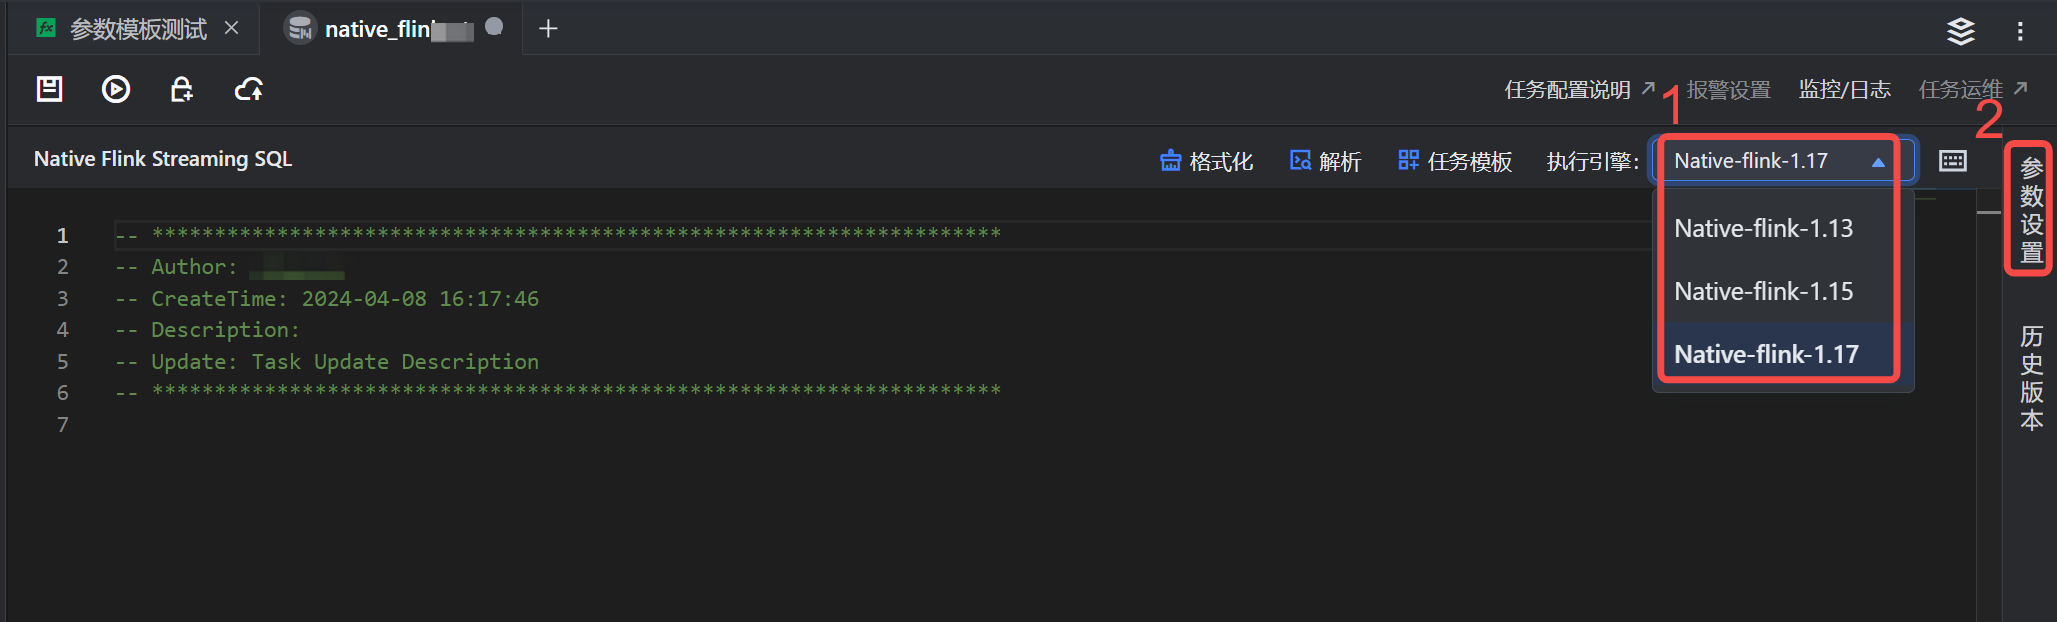 参数模板测试
native_flin
任务配置说明
1
报警设置
监控/日志
任务运维
2
Native Flink Streaming SQL
格式化
解析
任务模板
执行引擎:
Native-flink-1.17
Native-flink-1.13
Native-flink-1.15
Native-flink-1.17
参数设置
历史版本
1 -- ********************************************************************
2 -- Author:
3 -- CreateTime: 2024-04-08 16:17:46
4 -- Description:
5 -- Update: Task Update Description
6 -- ********************************************************************
7